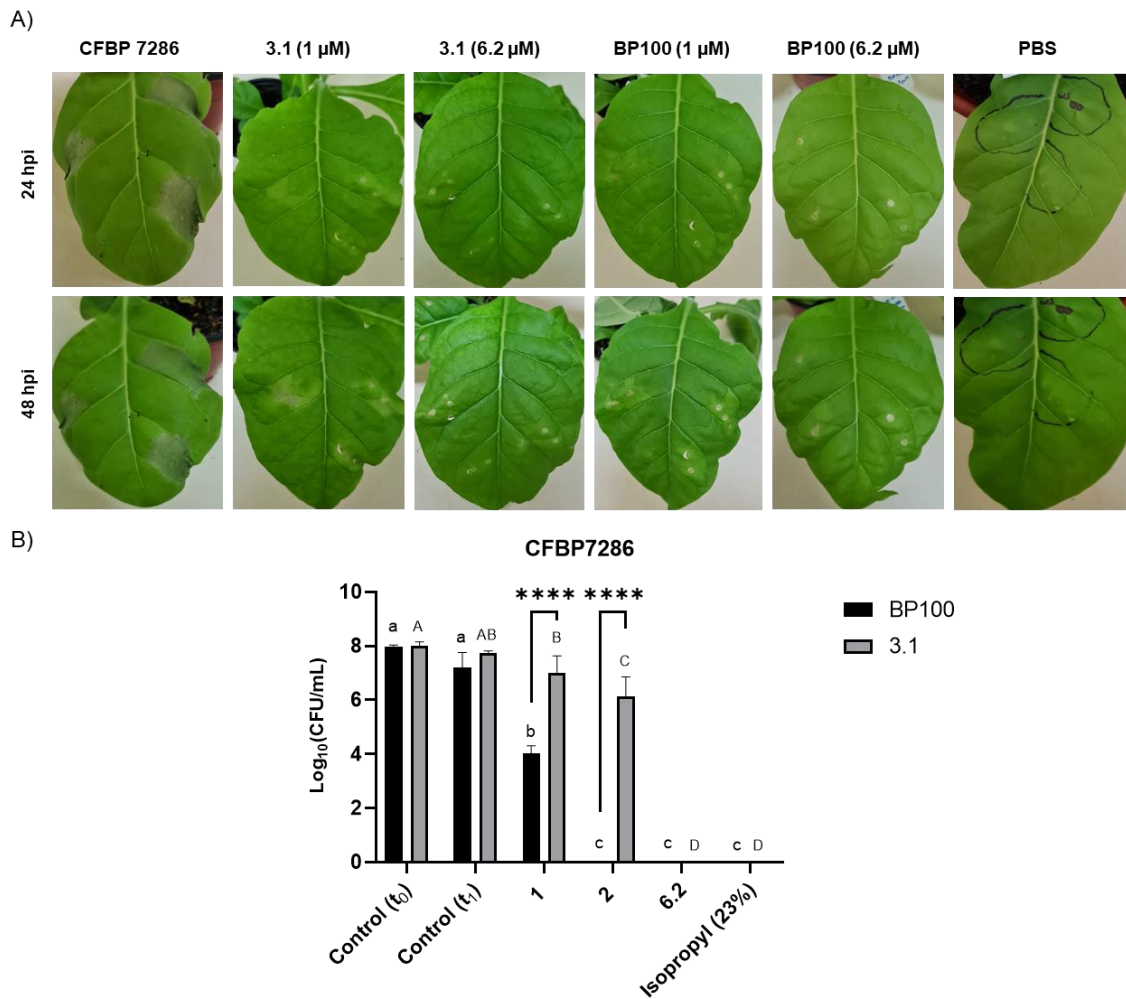 A)
CFBP 7286
3.1 (1 µM)
3.1 (6.2 µM)
BP100 (1 µM)
BP100 (6.2 µM)
PBS
24 hpi
48 hpi
B)
CFBP7286
**** ****
10
8
6
4
2
0
Log₁₀(CFU/mL)
a A a AB b B c C c D c D
Control (t₀)
Control (t₁)
1
2
6.2
Isopropyl (23%)
BP100
3.1